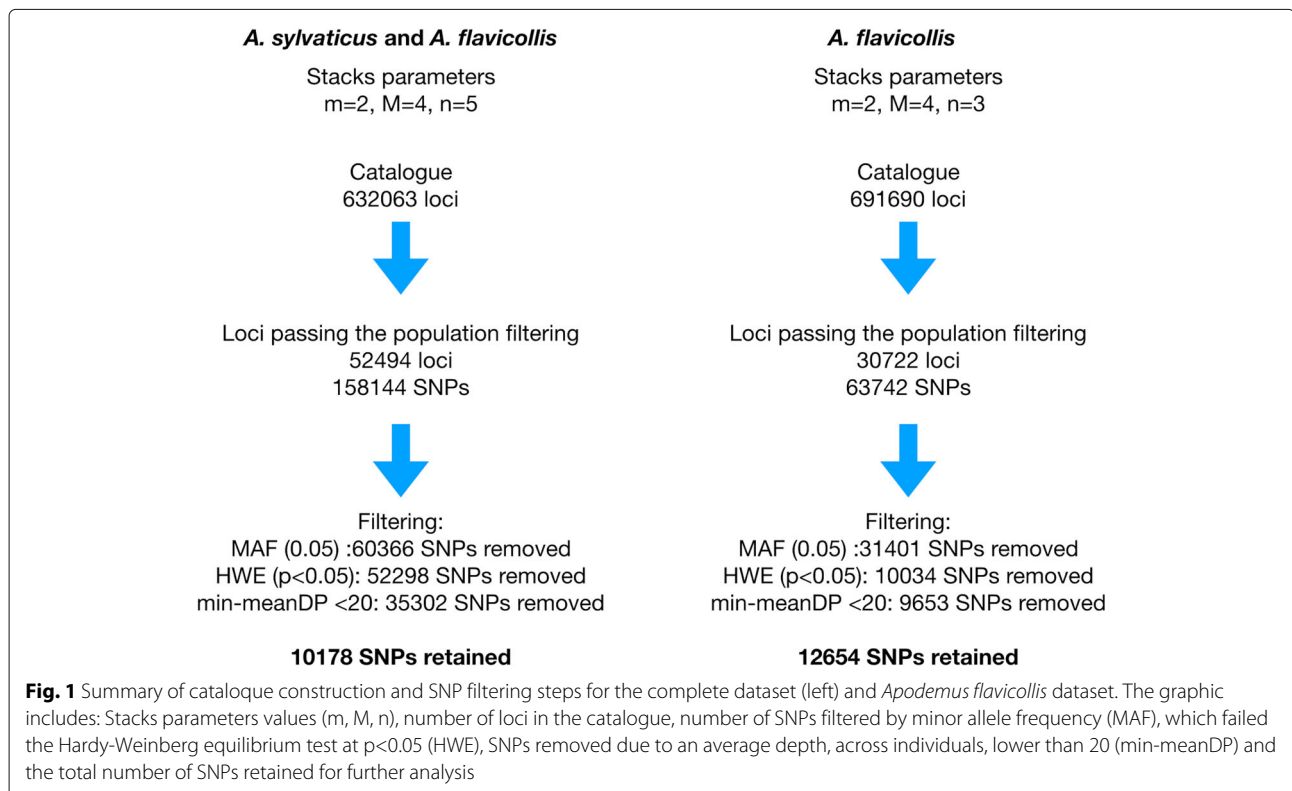 A. sylvaticus and A. flavicollis
Stacks parameters
m=2, M=4, n=5
Catalogue
632063 loci
Loci passing the population filtering
52494 loci
158144 SNPs
Filtering:
MAF (0.05) :60366 SNPs removed
HWE (p<0.05): 52298 SNPs removed
min-meanDP <20: 35302 SNPs removed
10178 SNPs retained
A. flavicollis
Stacks parameters
m=2, M=4, n=3
Catalogue
691690 loci
Loci passing the population filtering
30722 loci
63742 SNPs
Filtering:
MAF (0.05) :31401 SNPs removed
HWE (p<0.05): 10034 SNPs removed
min-meanDP <20: 9653 SNPs removed
12654 SNPs retained
Fig. 1 Summary of cataloque construction and SNP filtering steps for the complete dataset (left) and Apodemus flavicollis dataset. The graphic
includes: Stacks parameters values (m, M, n), number of loci in the catalogue, number of SNPs filtered by minor allele frequency (MAF), which failed
the Hardy-Weinberg equilibrium test at p<0.05 (HWE), SNPs removed due to an average depth, across individuals, lower than 20 (min-meanDP) and
the total number of SNPs retained for further analysis